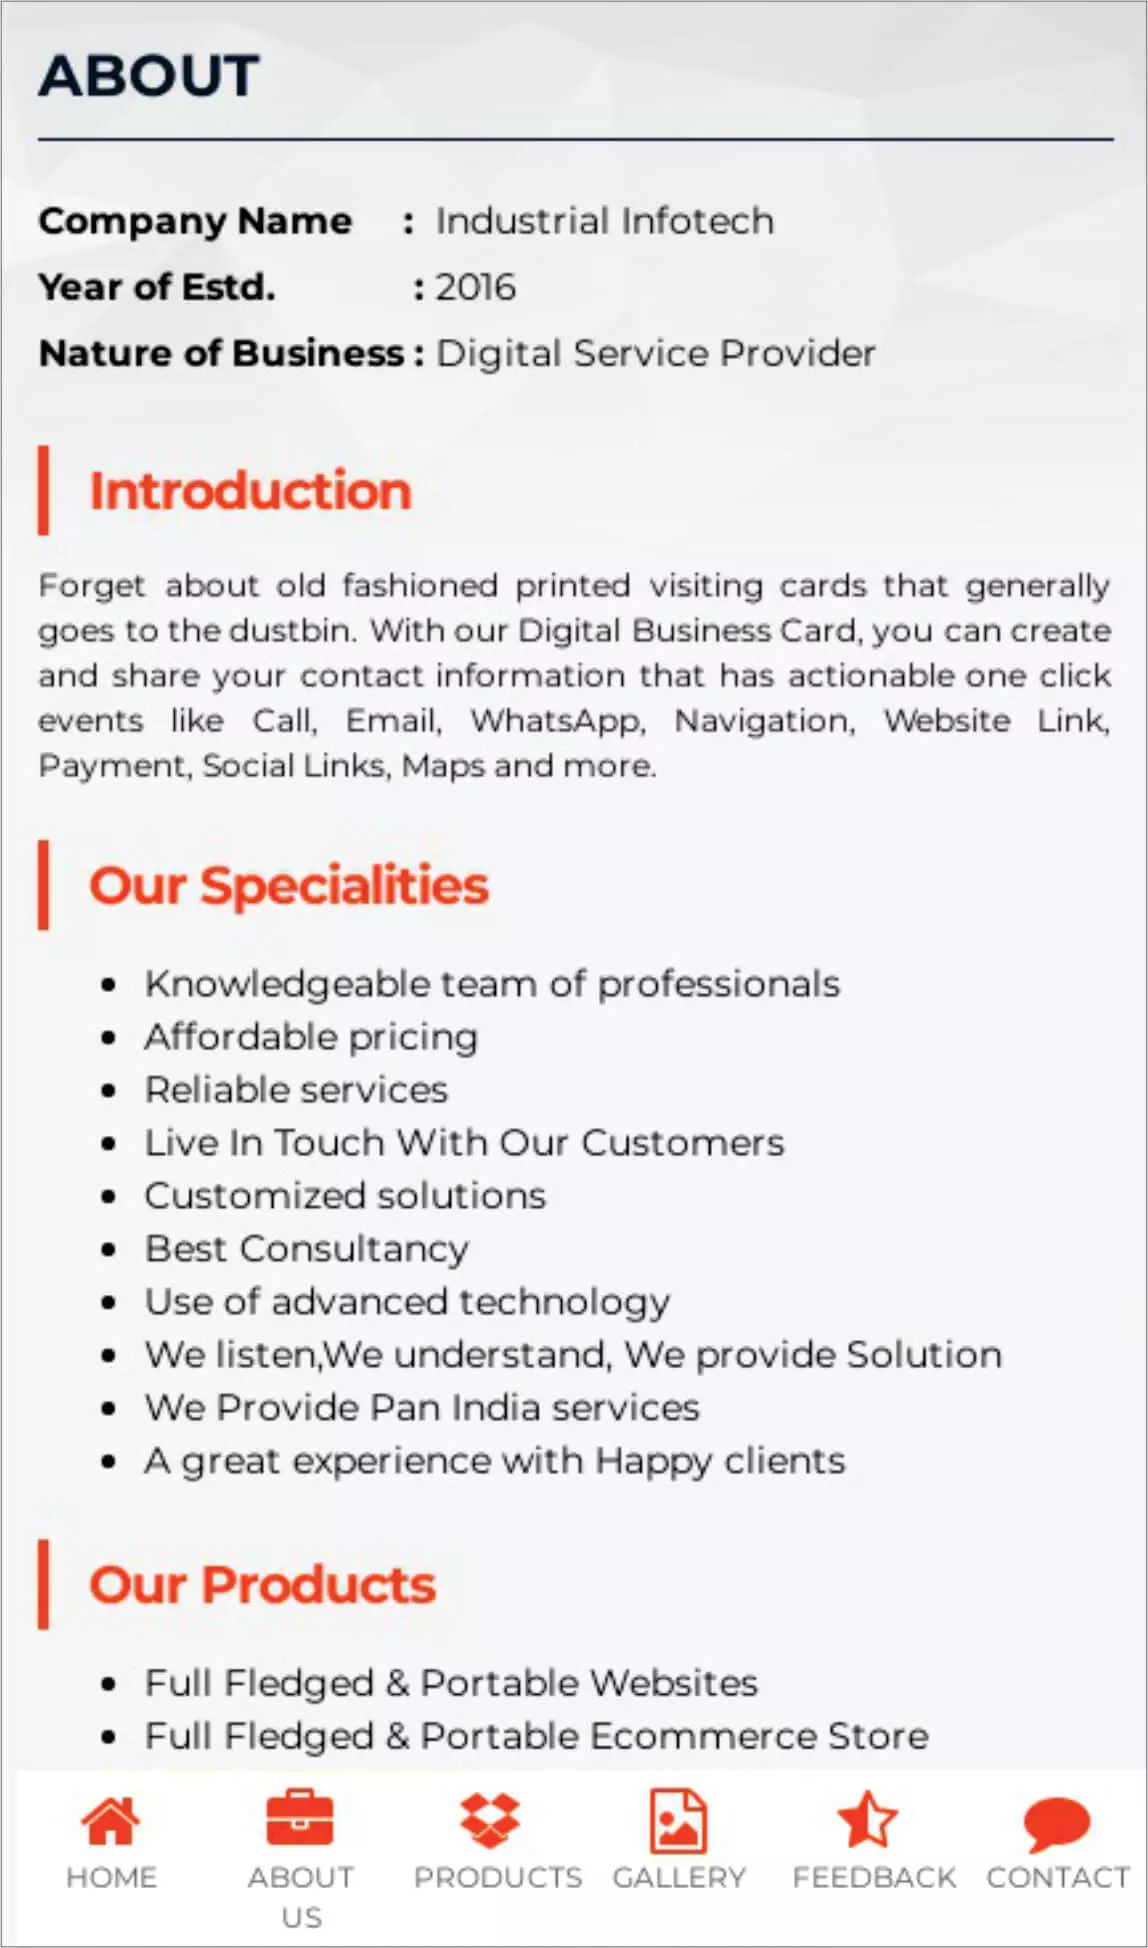 ABOUT
Company Name : Industrial Infotech
Year of Estd. : 2016
Nature of Business : Digital Service Provider
Introduction
Forget about old fashioned printed visiting cards that generally
goes to the dustbin. With our Digital Business Card, you can create
and share your contact information that has actionable one click
events like Call, Email, WhatsApp, Navigation, Website Link,
Payment, Social Links, Maps and more.
Our Specialities
• Knowledgeable team of professionals
• Affordable pricing
• Reliable services
• Live In Touch With Our Customers
• Customized solutions
• Best Consultancy
• Use of advanced technology
• We listen,We understand, We provide Solution
• We Provide Pan India services
• A great experience with Happy clients
Our Products
• Full Fledged & Portable Websites
• Full Fledged & Portable Ecommerce Store
HOME
ABOUT
US
PRODUCTS
GALLERY
FEEDBACK
CONTACT